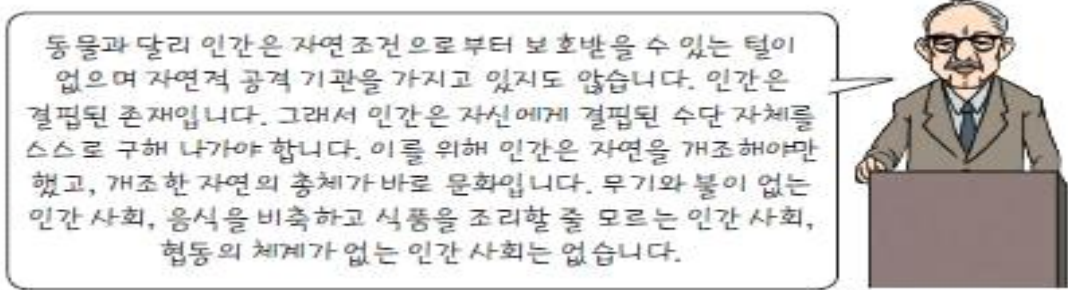 동물과 달리 인간은 자연조건으로부터 보호받을 수 있는 털이
없으며 자연적 공격 기관을 가지고 있지도 않습니다. 인간은
결핍된 존재입니다. 그래서 인간은 자신에게 결핍된 수단 자체를
스스로 구해 나가야 합니다. 이를 위해 인간은 자연을 개조해야만
했고, 개조한 자연의 총체가 바로 문화입니다. 무기와 불이 없는
인간 사회, 음식을 비축하고 식품을 조리할 줄 모르는 인간 사회,
협동의 체계가 없는 인간 사회는 없습니다.